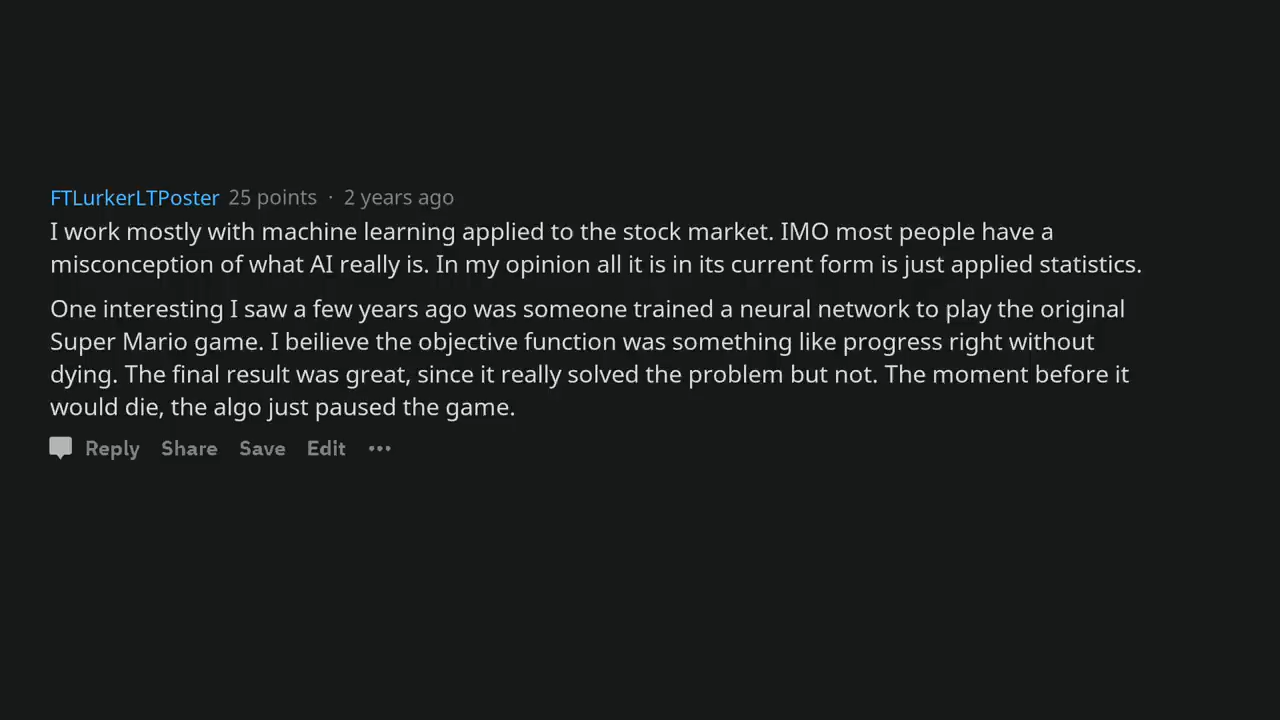 FTLurkerLTPoster 25 points · 2 years ago
I work mostly with machine learning applied to the stock market. IMO most people have a
misconception of what AI really is. In my opinion all it is in its current form is just applied statistics.
One interesting I saw a few years ago was someone trained a neural network to play the original
Super Mario game. I beilieve the objective function was something like progress right without
dying. The final result was great, since it really solved the problem but not. The moment before it
would die, the algo just paused the game.
Reply Share Save Edit •••